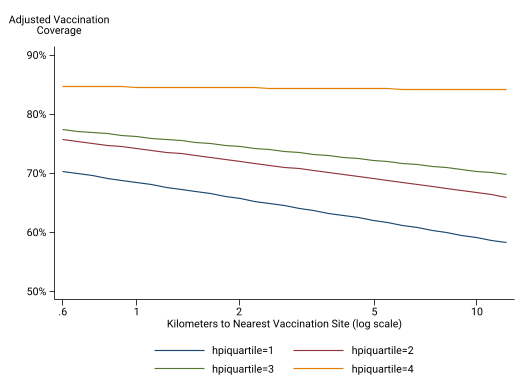 Adjusted Vaccination
Coverage
90%
80%
70%
60%
50%
.6 1 2 5 10
Kilometers to Nearest Vaccination Site (log scale)
hpiquartile=1 hpiquartile=2
hpiquartile=3 hpiquartile=4